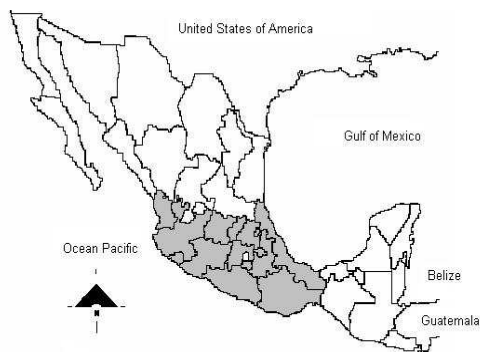 United States of America
Gulf of Mexico
Ocean Pacific
Belize
Guatemala